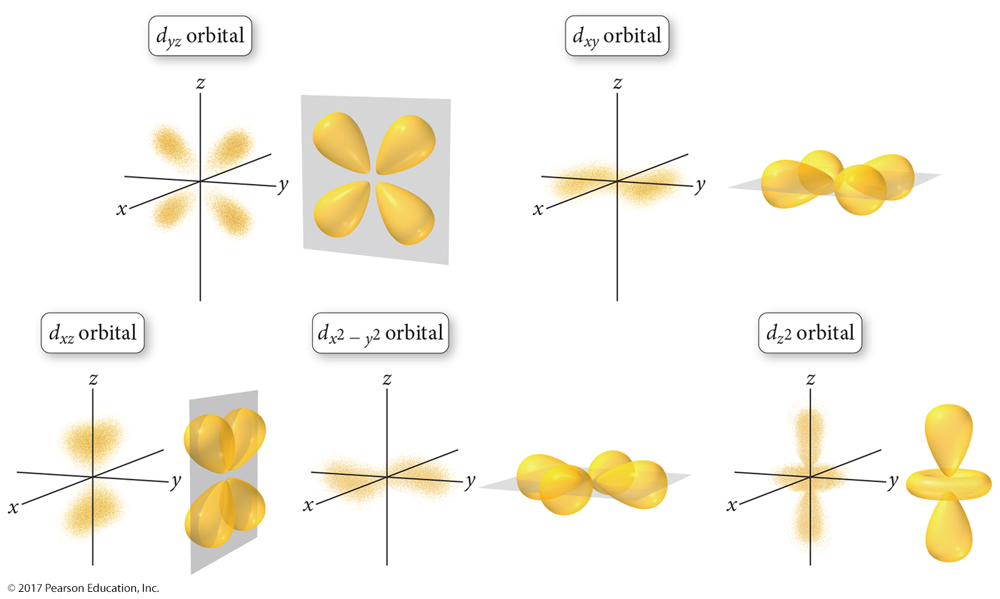 dyz orbital
dxy orbital
z
y
x
z
y
x
dxz orbital
dx2 – y2 orbital
dz2 orbital
z
y
x
z
y
x
z
y
x
© 2017 Pearson Education, Inc.